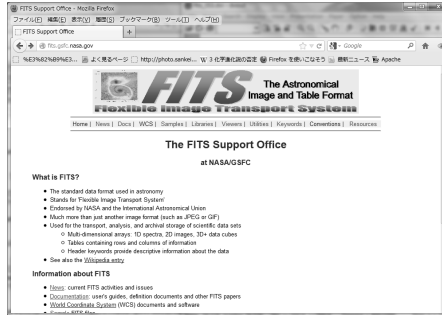 FITS Support Office - Mozilla Firefox
ファイル(F) 編集(E) 表示(V) 履歴(S) ブックマーク(B) ツール(T) ヘルプ(H)
FITS Support Office +
fits.gsfc.nasa.gov Google
%E3%82%B9%E3... よく見るページ http://photo.sankei... W 3 化学進化説の否定 Firefox を使いこなそう 最新ニュース Apache
FITS The Astronomical
Image and Table Format
Flexible Image Transport System
Home | News | Docs | WCS | Samples | Libraries | Viewers | Utilities | Keywords | Conventions | Resources
The FITS Support Office
at NASA/GSFC
What is FITS?
The standard data format used in astronomy
Stands for 'Flexible Image Transport System'
Endorsed by NASA and the International Astronomical Union
Much more than just another image format (such as JPEG or GIF)
Used for the transport, analysis, and archival storage of scientific data sets
Multi-dimensional arrays: 1D spectra, 2D images, 3D+ data cubes
Tables containing rows and columns of information
Header keywords provide descriptive information about the data
See also the Wikipedia entry
Information about FITS
News: current FITS activities and issues
Documentation: user's guides, definition documents and other FITS papers
World Coordinate System (WCS) documents and software
Sample FITS files